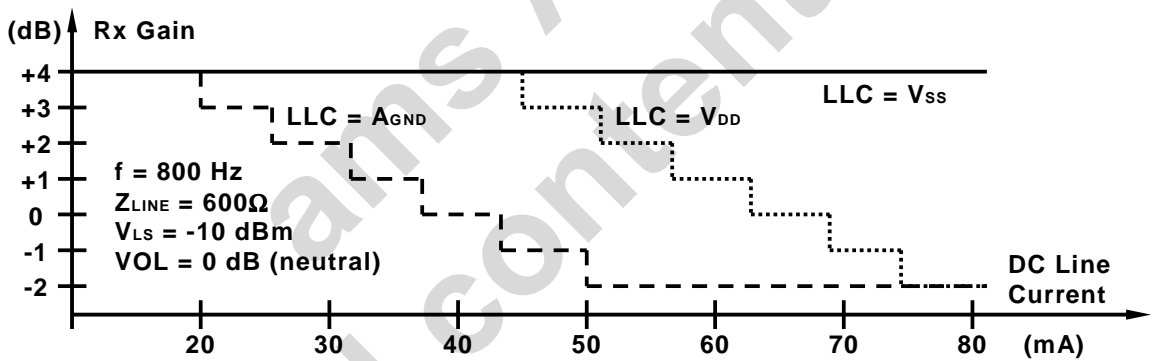 (dB) Rx Gain
+4
+3
+2
+1
0
-1
-2
LLC = VSS
LLC = AGND
LLC = VDD
f = 800 Hz
ZLINE = 600Ω
VLS = -10 dBm
VOL = 0 dB (neutral)
DC Line
Current
20 30 40 50 60 70 80 (mA)
ams A
content